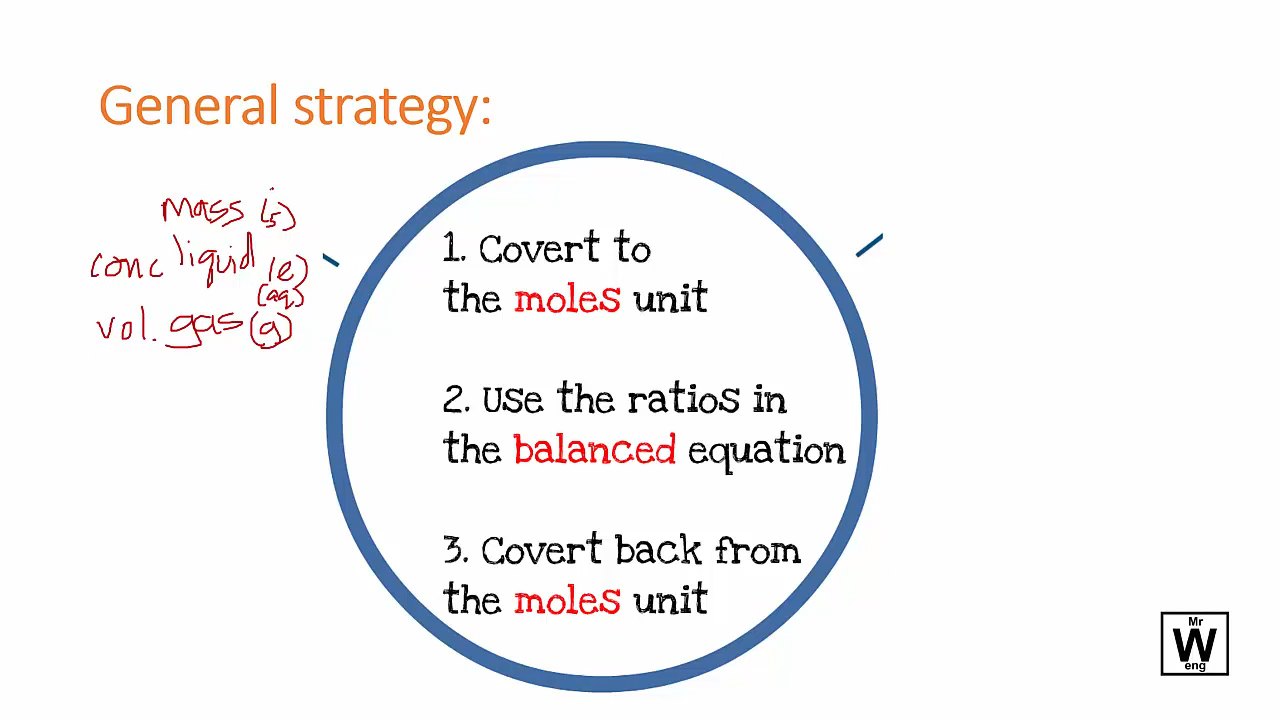 General strategy:
mass (s)
conc liquid (l)
(aq)
vol. gas (g)
1. Covert to
the moles unit
2. Use the ratios in
the balanced equation
3. Covert back from
the moles unit
Mr
W
eng